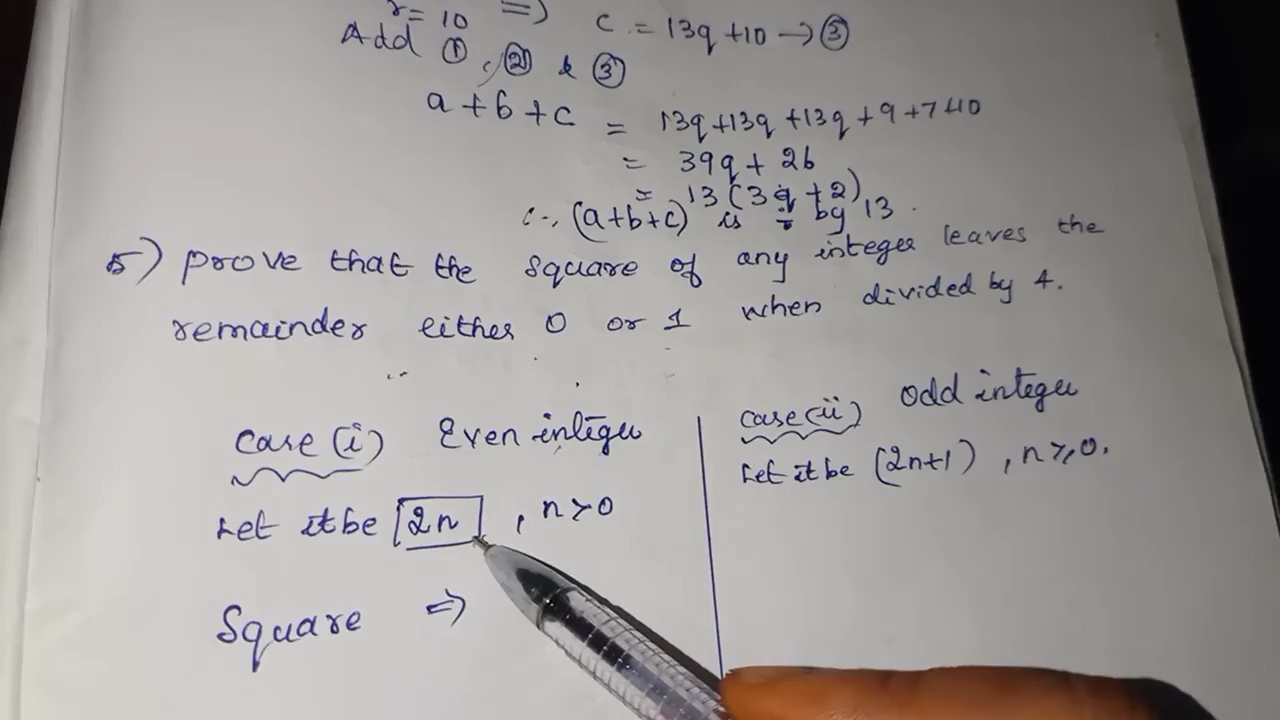 r = 10 => c = 13q + 10 → ③
Add ①, ② & ③
a + b + c = 13q + 13q + 13q + 9 + 7 + 10
= 39q + 26
= 13 (3q + 2)
∴ (a+b+c) is ÷ by 13.
5) prove that the square of any integer leaves the
remainder either 0 or 1 when divided by 4.
case (i) Even integer
Let it be 2n , n > 0
Square ⇒
case (ii) Odd integer
Let it be (2n+1) , n ≥ 0.